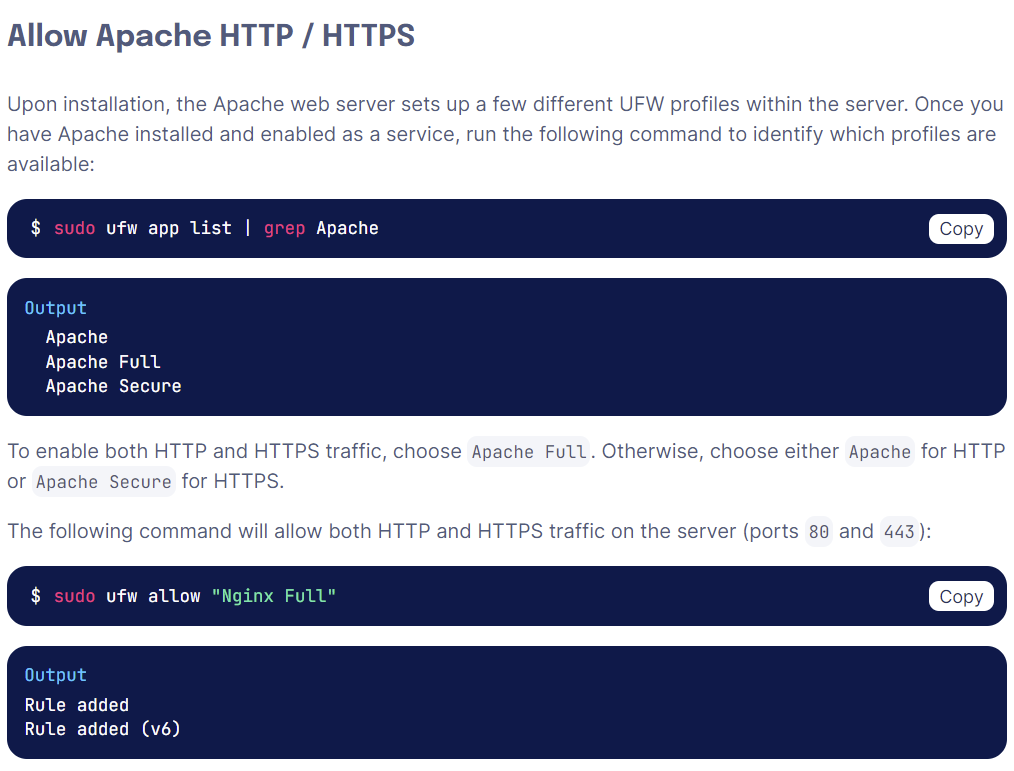 Allow Apache HTTP / HTTPS
Upon installation, the Apache web server sets up a few different UFW profiles within the server. Once you
have Apache installed and enabled as a service, run the following command to identify which profiles are
available:
$ sudo ufw app list | grep Apache
Copy
Output
Apache
Apache Full
Apache Secure
To enable both HTTP and HTTPS traffic, choose Apache Full. Otherwise, choose either Apache for HTTP
or Apache Secure for HTTPS.
The following command will allow both HTTP and HTTPS traffic on the server (ports 80 and 443):
$ sudo ufw allow "Nginx Full"
Copy
Output
Rule added
Rule added (v6)